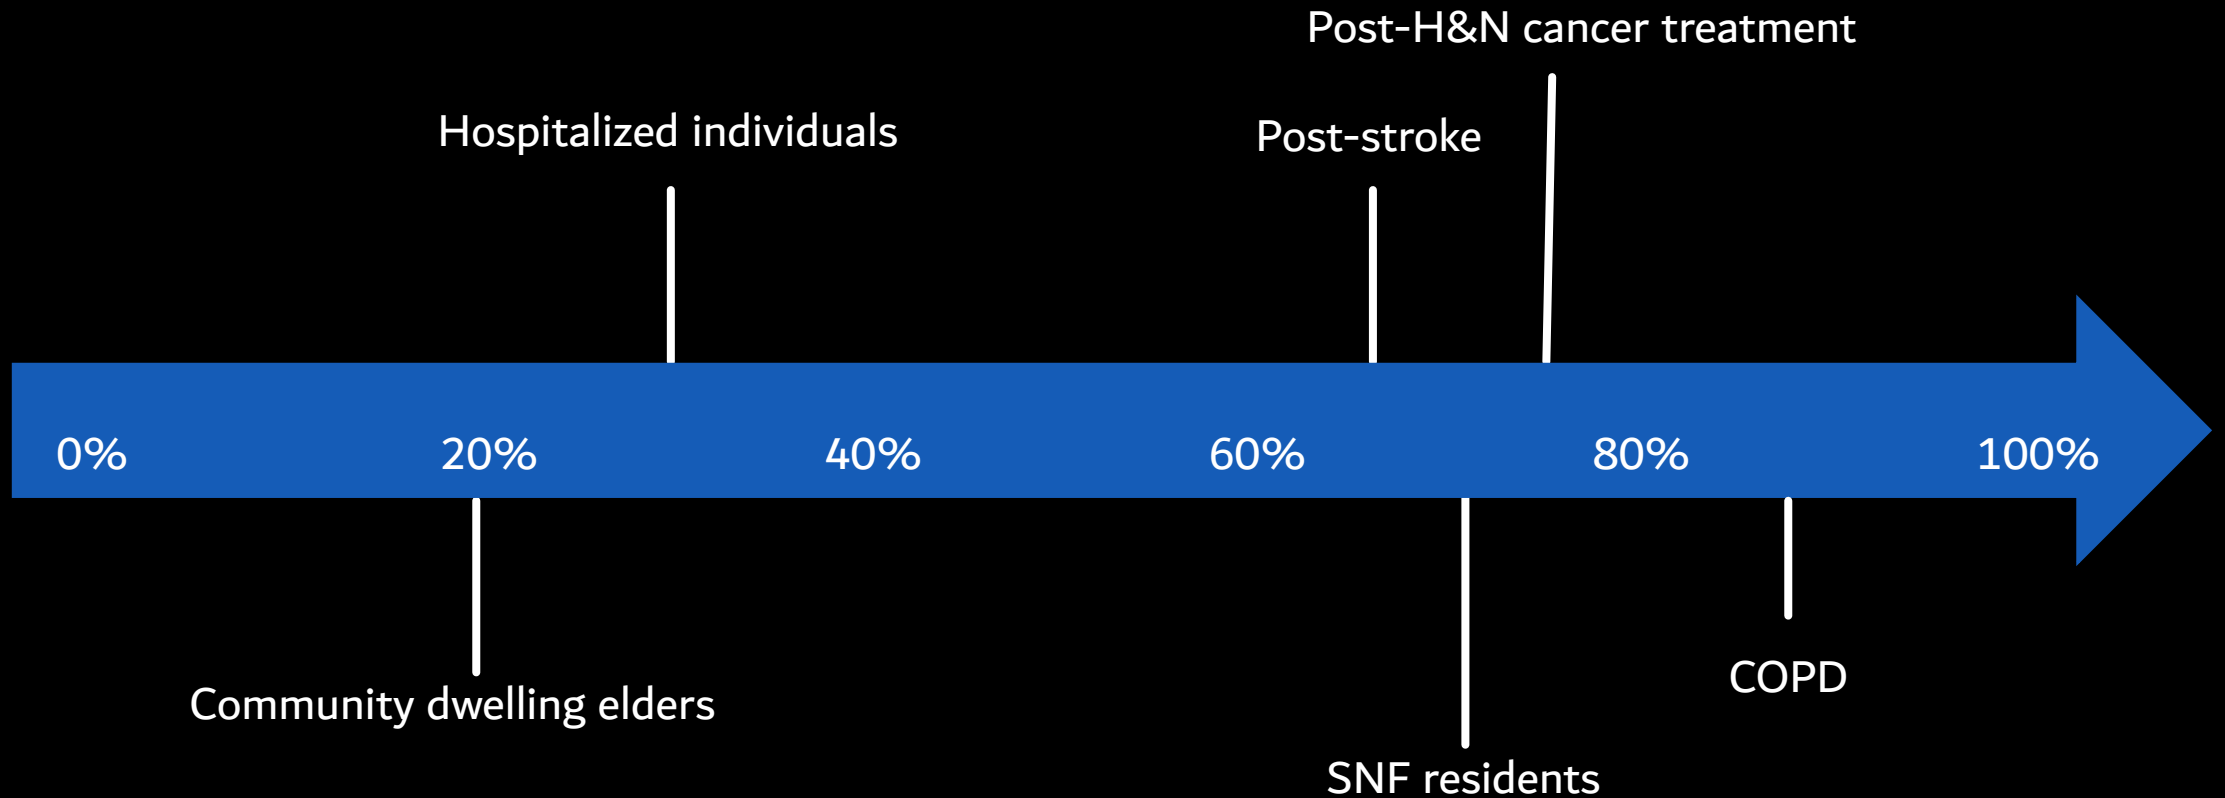 Post-H&N cancer treatment
Hospitalized individuals
Post-stroke
0%
20%
40%
60%
80%
100%
Community dwelling elders
COPD
SNF residents